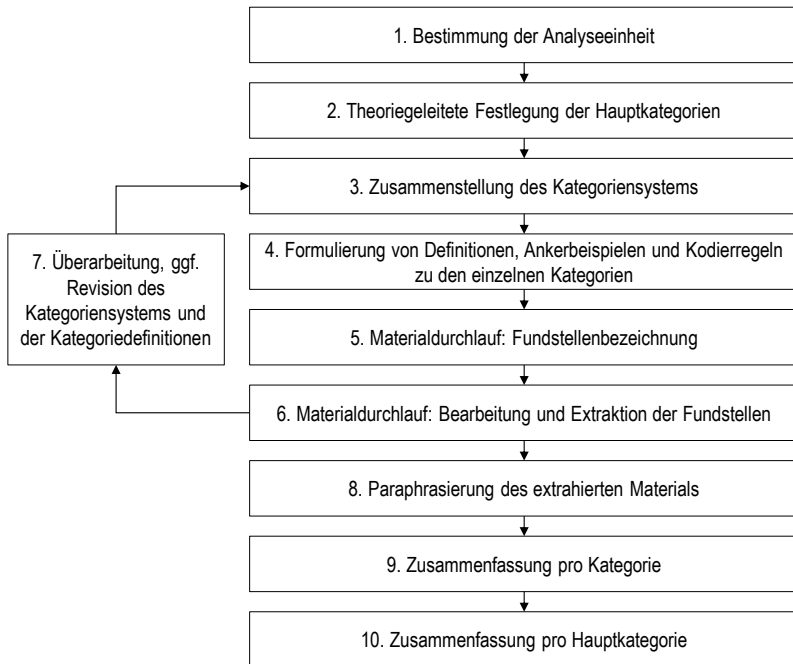 1. Bestimmung der Analyseeinheit
2. Theoriegeleitete Festlegung der Hauptkategorien
3. Zusammenstellung des Kategoriensystems
4. Formulierung von Definitionen, Ankerbeispielen und Kodierregeln
zu den einzelnen Kategorien
5. Materialdurchlauf: Fundstellenbezeichnung
6. Materialdurchlauf: Bearbeitung und Extraktion der Fundstellen
7. Überarbeitung, ggf.
Revision des
Kategoriensystems und
der Kategoriedefinitionen
8. Paraphrasierung des extrahierten Materials
9. Zusammenfassung pro Kategorie
10. Zusammenfassung pro Hauptkategorie